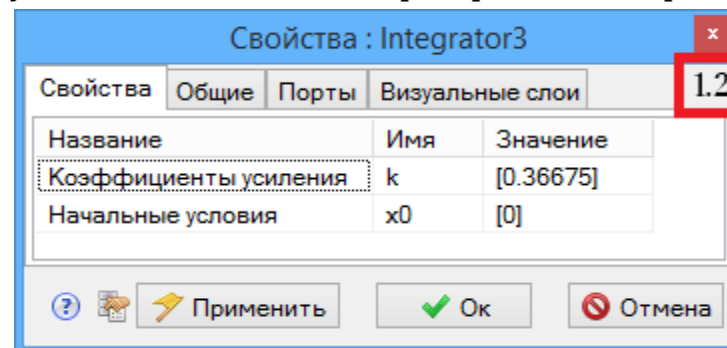 Свойства : Integrator3
x
Свойства Общие Порты Визуальные слои
1.2
Название Имя Значение
Коэффициенты усиления k [0.36675]
Начальные условия x0 [0]
? Применить Ок Отмена